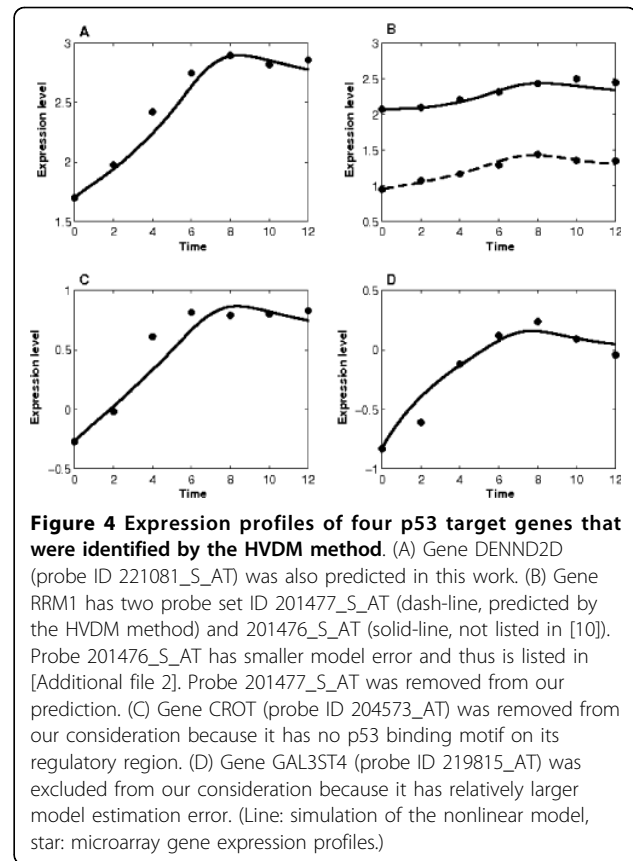 A
B
3
2.5
2
1.5
Expression level
0 2 4 6 8 10 12
Time
3
2.5
2
1.5
1
0.5
Expression level
0 2 4 6 8 10 12
Time
C
D
1
0.5
0
−0.5
Expression level
0 2 4 6 8 10 12
Time
0.5
0
−0.5
−1
Expression level
0 2 4 6 8 10 12
Time
Figure 4 Expression profiles of four p53 target genes that
were identified by the HVDM method. (A) Gene DENND2D
(probe ID 221081_S_AT) was also predicted in this work. (B) Gene
RRM1 has two probe set ID 201477_S_AT (dash-line, predicted by
the HVDM method) and 201476_S_AT (solid-line, not listed in [10]).
Probe 201476_S_AT has smaller model error and thus is listed in
[Additional file 2]. Probe 201477_S_AT was removed from our
prediction. (C) Gene CROT (probe ID 204573_AT) was removed from
our consideration because it has no p53 binding motif on its
regulatory region. (D) Gene GAL3ST4 (probe ID 219815_AT) was
excluded from our consideration because it has relatively larger
model estimation error. (Line: simulation of the nonlinear model,
star: microarray gene expression profiles.)